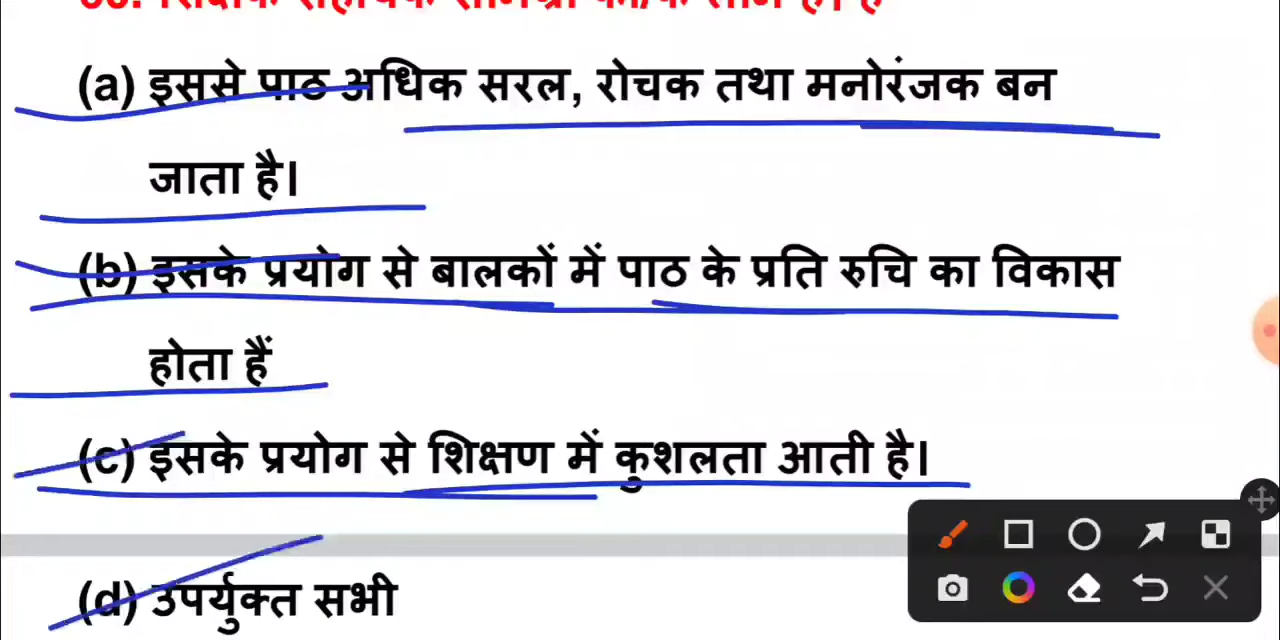 (a) इससे पाठ अधिक सरल, रोचक तथा मनोरंजक बन
जाता है।
(b) इसके प्रयोग से बालकों में पाठ के प्रति रुचि का विकास
होता हैं
(c) इसके प्रयोग से शिक्षण में कुशलता आती है।
(d) उपर्युक्त सभी